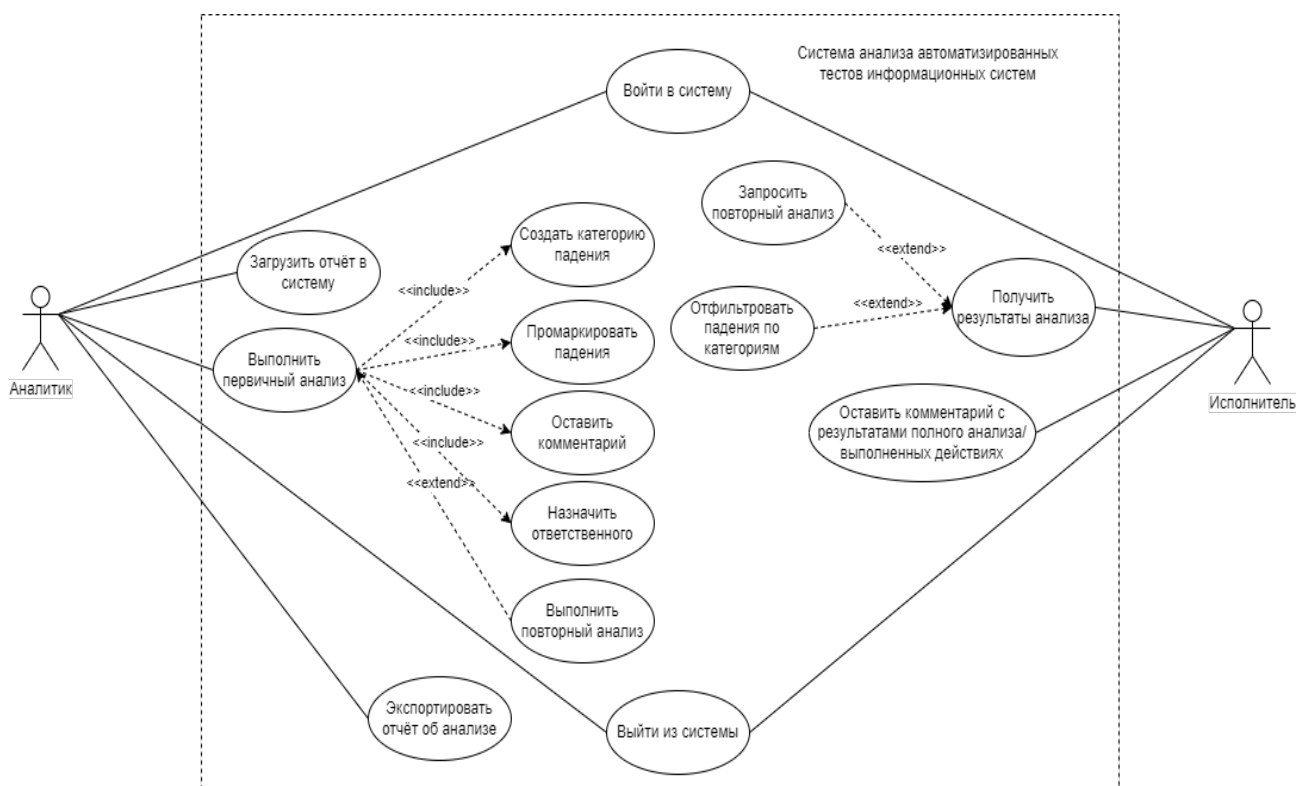 Система анализа автоматизированных
тестов информационных систем
Войти в систему
Запросить
повторный анализ
Создать категорию
падения
<<extend>>
Загрузить отчёт в
систему
<<include>>
<<extend>>
Получить
результаты анализа
Отфильтровать
падения по
категориям
Промаркировать
падения
<<include>>
Выполнить
первичный анализ
Аналитик
Исполнитель
<<include>>
Оставить
комментарий
Оставить комментарий с
результатами полного анализа/
выполненных действиях
<<include>>
<<extend>>
Назначить
ответственного
Выполнить
повторный анализ
Экспортировать
отчёт об анализе
Выйти из системы